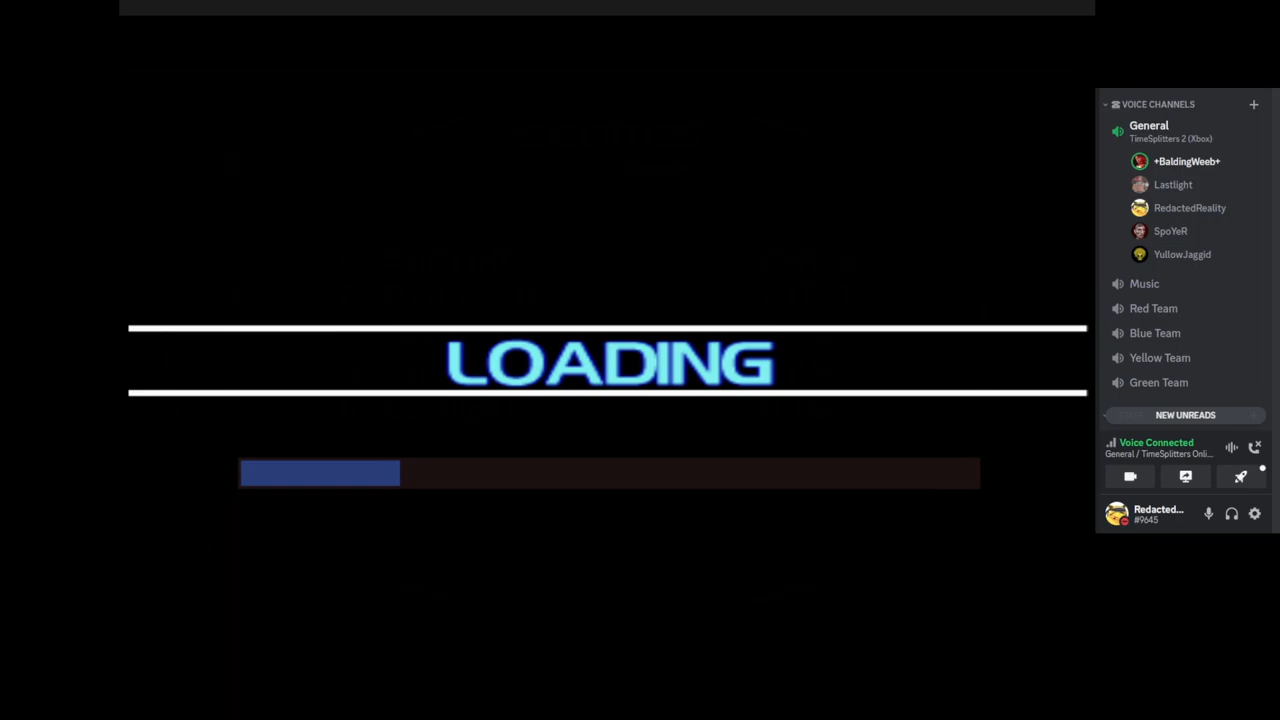 VOICE CHANNELS
General
TimeSplitters 2 (Xbox)
+BaldingWeeb+
Lastlight
RedactedReality
SpoYeR
YullowJaggid
Music
Red Team
Blue Team
Yellow Team
Green Team
NEW UNREADS
Voice Connected
General / TimeSplitters Onli...
Redacted...
#9645
LOADING